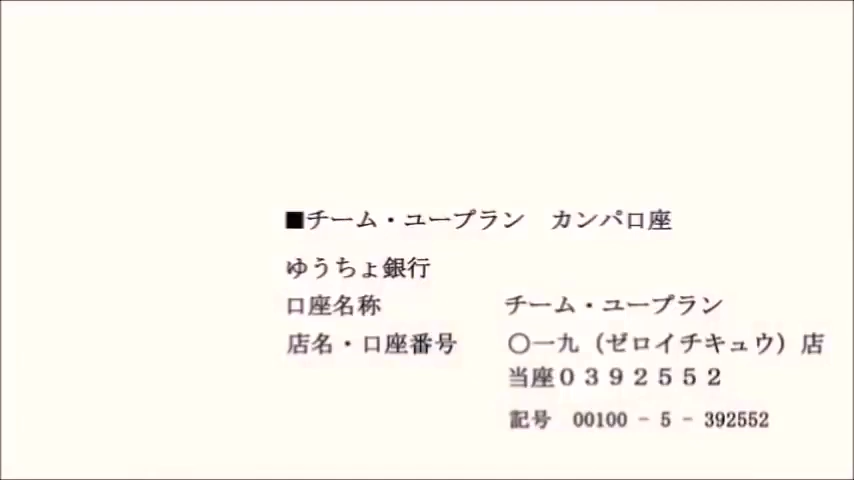 ■チーム・ユープラン　カンパ口座
ゆうちょ銀行
口座名称　チーム・ユープラン
店名・口座番号　〇一九（ゼロイチキュウ）店
当座０３９２５５２
記号　00100 － 5 － 392552